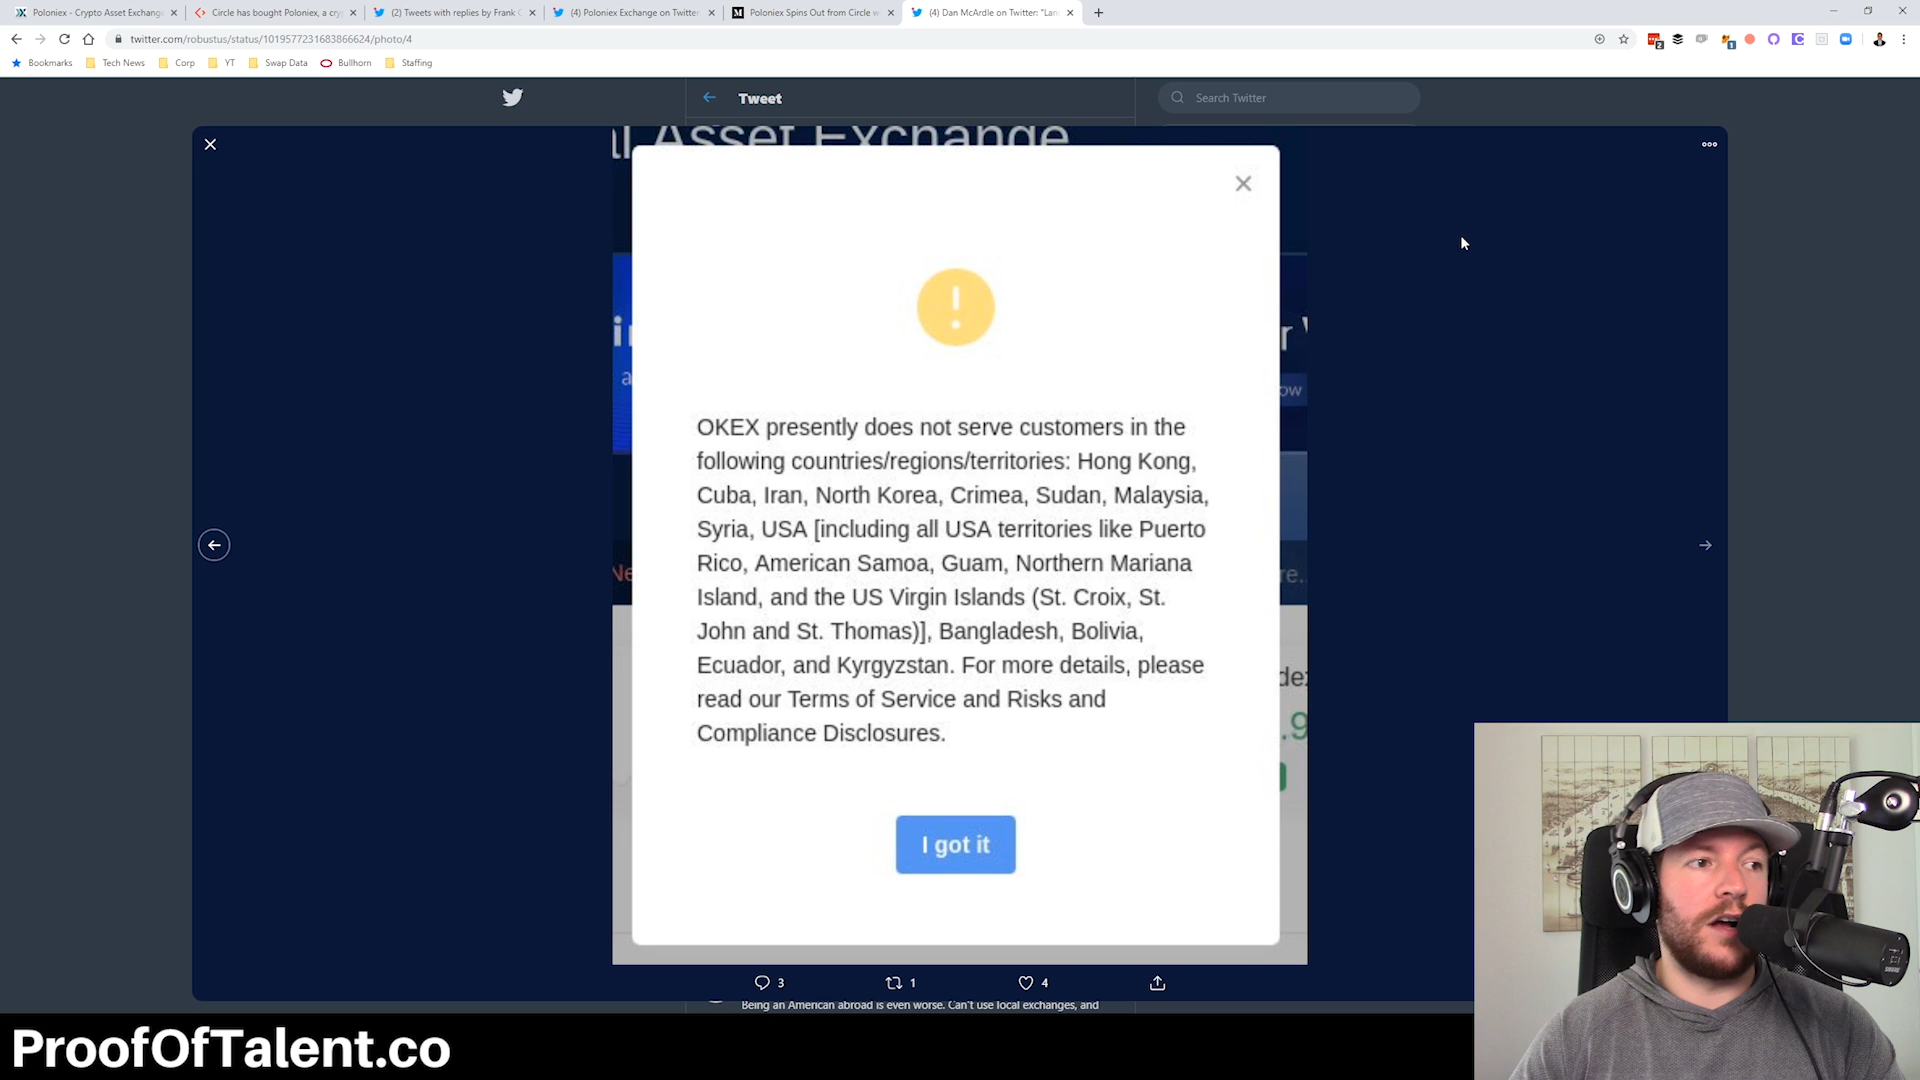 Poloniex - Crypto Asset Exchang
Circle has bought Poloniex, a cry
(2) Tweets with replies by Frank C
(4) Poloniex Exchange on Twitter
Poloniex Spins Out from Circle w
(4) Dan McArdle on Twitter: "Lan
twitter.com/robustus/status/1019577231683866624/photo/4
Bookmarks Tech News Corp YT Swap Data Bullhorn Staffing
Tweet
Search Twitter
al Asset Exchange
OKEX presently does not serve customers in the
following countries/regions/territories: Hong Kong,
Cuba, Iran, North Korea, Crimea, Sudan, Malaysia,
Syria, USA [including all USA territories like Puerto
Rico, American Samoa, Guam, Northern Mariana
Island, and the US Virgin Islands (St. Croix, St.
John and St. Thomas)], Bangladesh, Bolivia,
Ecuador, and Kyrgyzstan. For more details, please
read our Terms of Service and Risks and
Compliance Disclosures.
I got it
3 1 4
Being an American abroad is even worse. Can't use local exchanges, and
ProofOfTalent.co